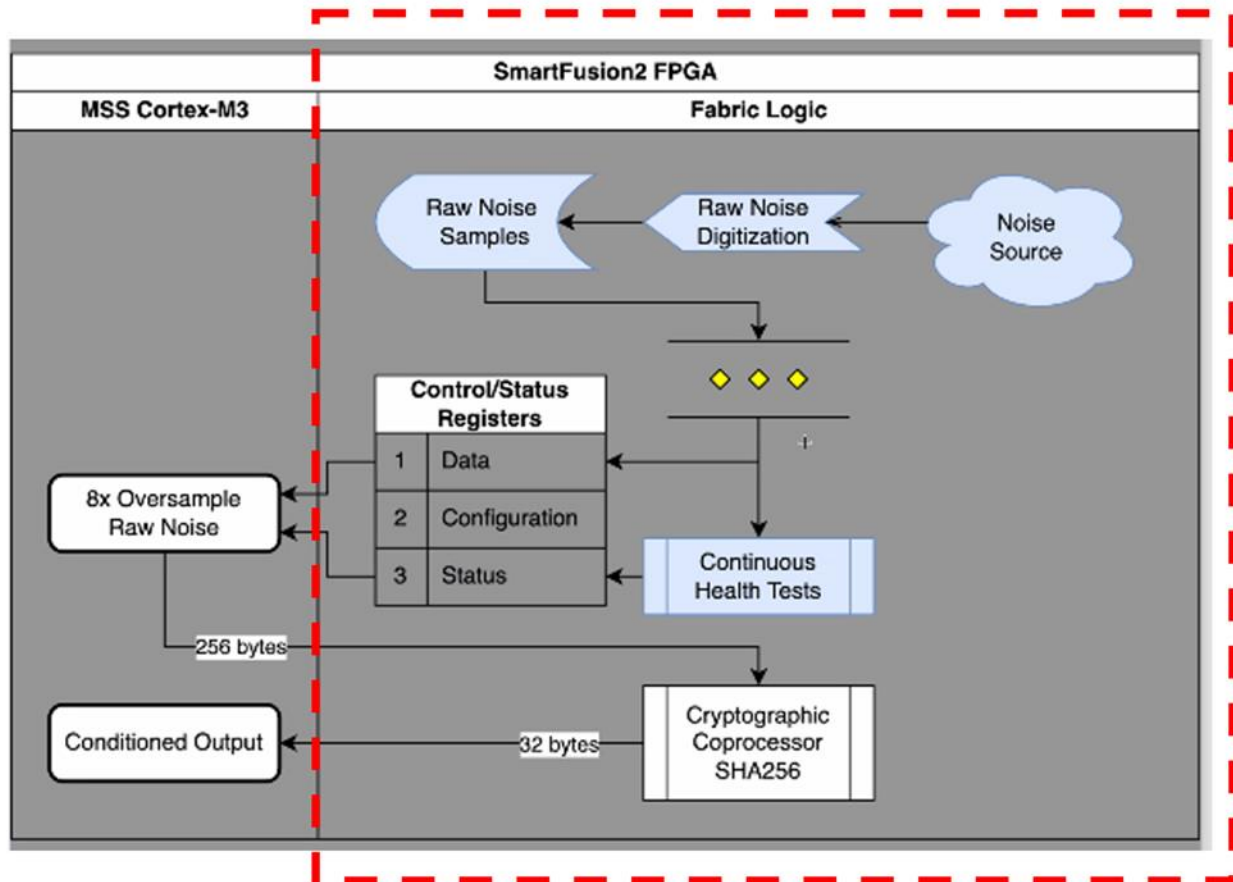 SmartFusion2 FPGA
MSS Cortex-M3
Fabric Logic
Raw Noise
Samples
Raw Noise
Digitization
Noise
Source
Control/Status
Registers
1 Data
2 Configuration
3 Status
8x Oversample
Raw Noise
Continuous
Health Tests
256 bytes
Cryptographic
Coprocessor
SHA256
32 bytes
Conditioned Output